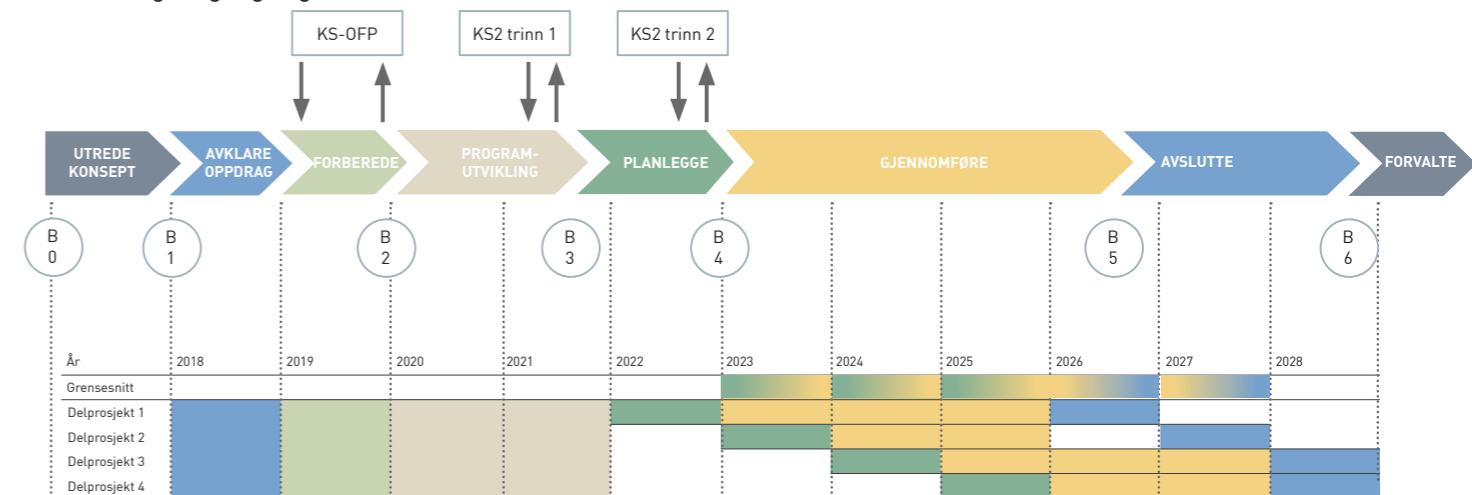 KS-OFP
KS2 trinn 1
KS2 trinn 2
UTREDE
KONSEPT
AVKLARE
OPPDRAG
FORBEREDE
PROGRAM-
UTVIKLING
PLANLEGGE
GJENNOMFØRE
AVSLUTTE
FORVALTE
B
0
B
1
B
2
B
3
B
4
B
5
B
6
År 2018 2019 2020 2021 2022 2023 2024 2025 2026 2027 2028
Grensesnitt
Delprosjekt 1
Delprosjekt 2
Delprosjekt 3
Delprosjekt 4